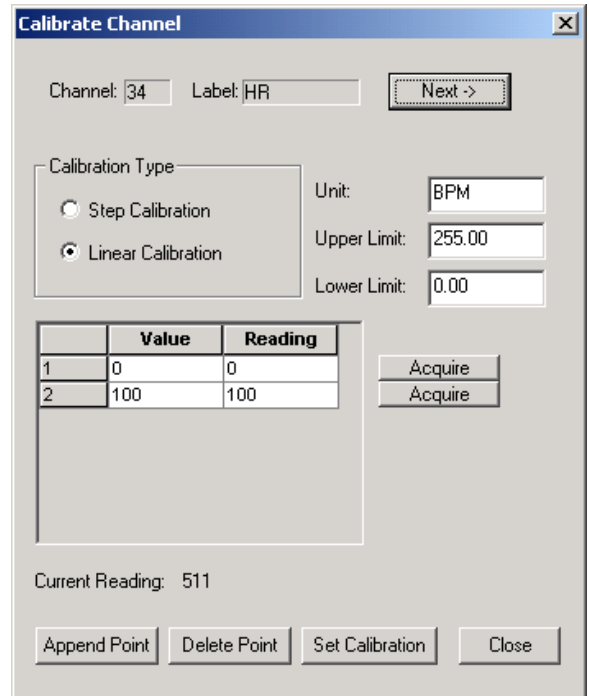 Calibrate Channel
Channel: 34 Label: HR Next ->
Calibration Type
Step Calibration
Linear Calibration
Unit: BPM
Upper Limit: 255.00
Lower Limit: 0.00
Value Reading
1 0 0 Acquire
2 100 100 Acquire
Current Reading: 511
Append Point Delete Point Set Calibration Close